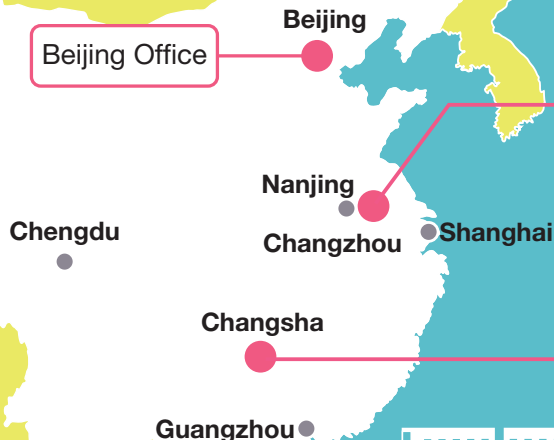 Beijing
Beijing Office
Nanjing
Changzhou
Shanghai
Chengdu
Changsha
Guangzhou